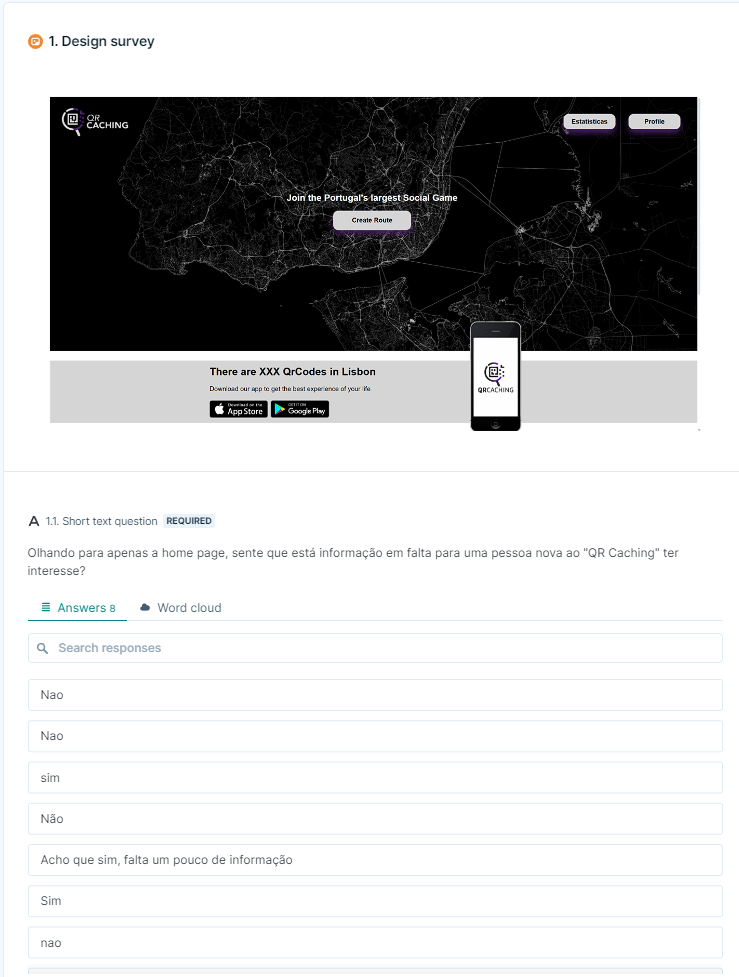 1. Design survey
QR
CACHING
Estatisticas
Profile
Join the Portugal's largest Social Game
Create Route
There are XXX QrCodes in Lisbon
Download our app to get the best experience of your life
Download on the
App Store
GET IT ON
Google Play
QRCACHING
A 1.1. Short text question REQUIRED
Olhando para apenas a home page, sente que está informação em falta para uma pessoa nova ao "QR Caching" ter
interesse?
Answers 8
Word cloud
Search responses
Nao
Nao
sim
Não
Acho que sim, falta um pouco de informação
Sim
nao